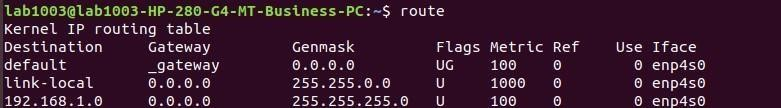 lab1003@lab1003-HP-280-G4-MT-Business-PC:~$ route
Kernel IP routing table
Destination     Gateway         Genmask         Flags Metric Ref    Use Iface
default         _gateway        0.0.0.0         UG    100    0        0 enp4s0
link-local      0.0.0.0         255.255.0.0     U     1000   0        0 enp4s0
192.168.1.0     0.0.0.0         255.255.255.0   U     100    0        0 enp4s0